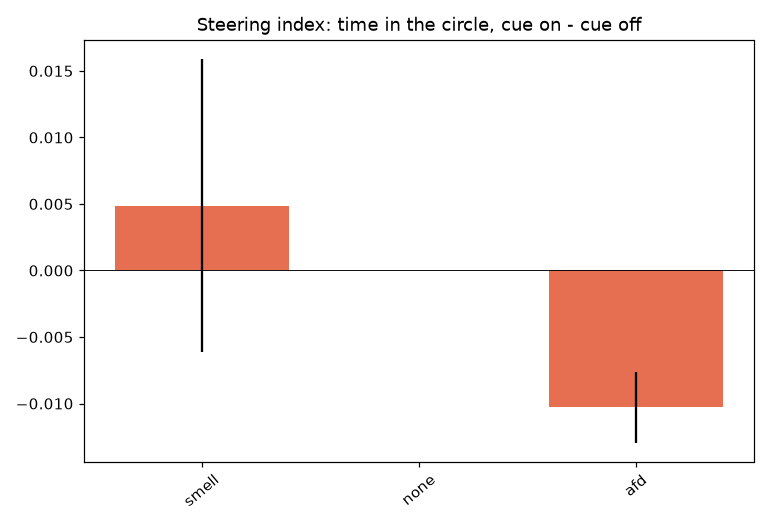 Steering index: time in the circle, cue on - cue off
0.015
0.010
0.005
0.000
−0.005
−0.010
smell
none
afd